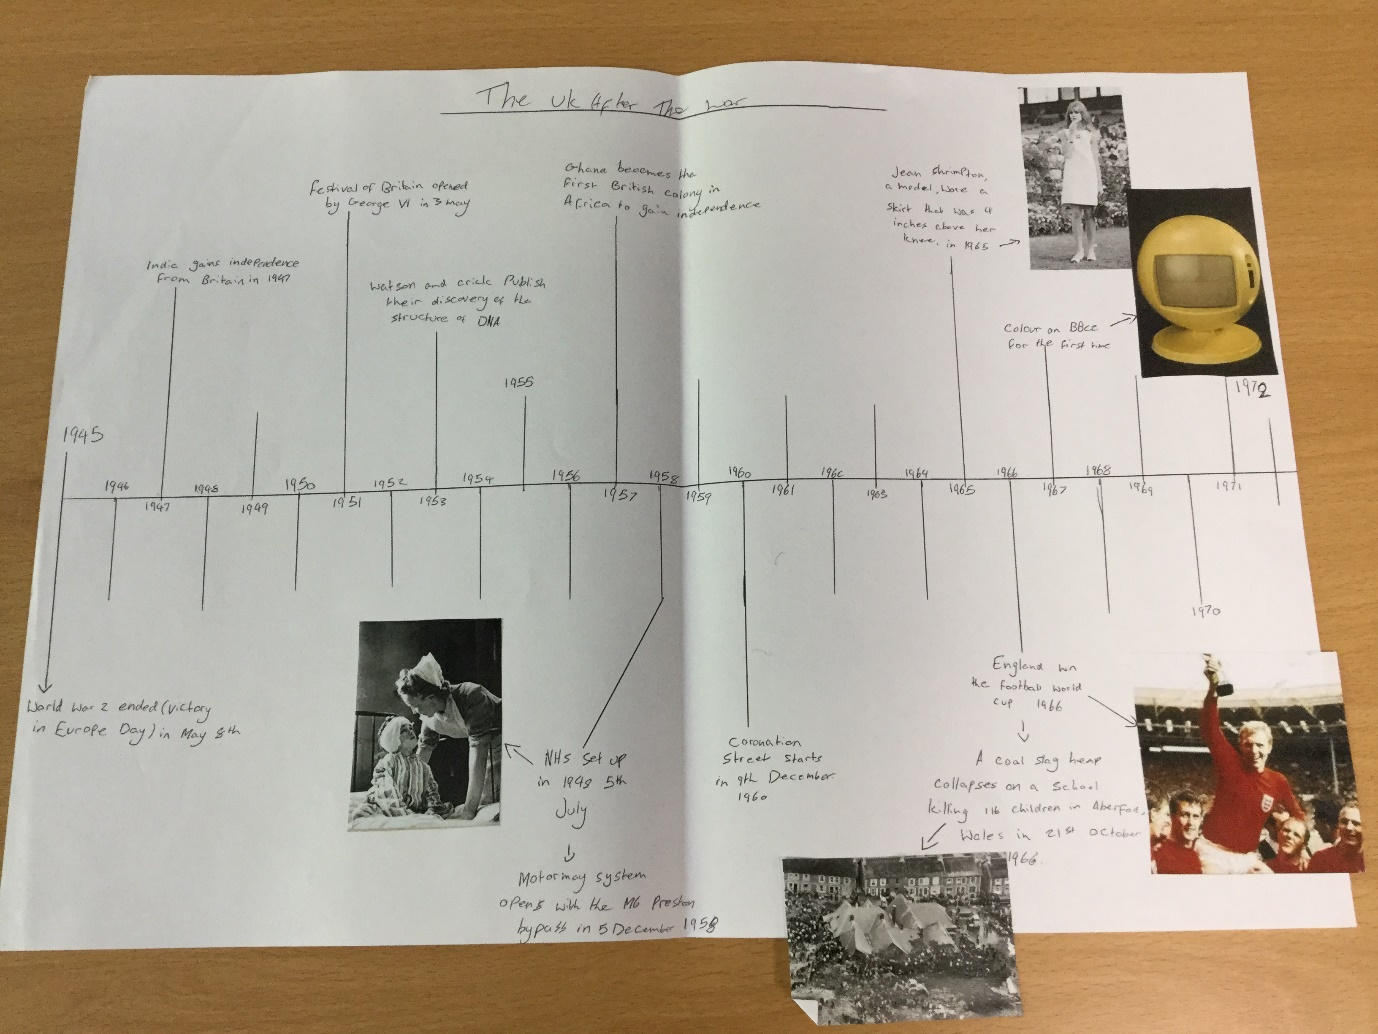 The UK After The war
Ghana becomes the
first British colony in
Africa to gain independence
Festival of Britain opened
by George VI in 3 may
Jean Shrimpton,
a model, wore a
skirt that was 4
inches above her
knee, in 1965
India gains independence
from Britain in 1947
Watson and crick Publish
their discovery of the
structure of DNA
Colour on BBC2
for the first time
1955
1972
1945
1946
1947
1948
1949
1950
1951
1952
1953
1954
1956
1957
1958
1959
1960
1961
1963
1964
1965
1966
1967
1968
1969
1971
1970
World War 2 ended (victory
in Europe Day) in May 8th
NHS set up
in 1948 5th
July
Motorway system
opens with the M6 Preston
bypass in 5 December 1958
Coronation
Street starts
in 9th December
1960
England win
the football world
cup 1966
A coal slag heap
collapses on a school
killing 116 children in Aberfan,
Wales in 21st October
1966.